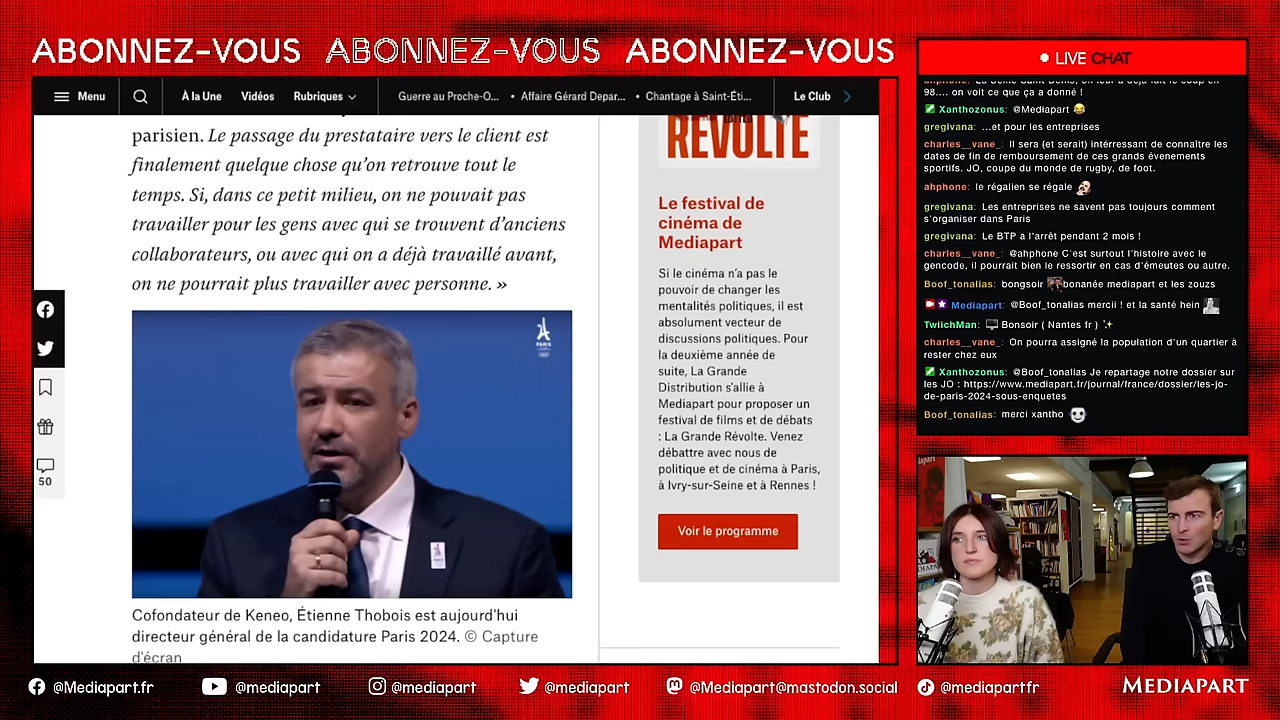 ABONNEZ-VOUS ABONNEZ-VOUS ABONNEZ-VOUS
Menu
À la Une
Vidéos
Rubriques
Guerre au Proche-O...
• Affaires Gérard Depar...
• Chantage à Saint-Éti...
Le Club
parisien. Le passage du prestataire vers le client est
finalement quelque chose qu'on retrouve tout le
temps. Si, dans ce petit milieu, on ne pouvait pas
travailler pour les gens avec qui se trouvent d'anciens
collaborateurs, ou avec qui on a déjà travaillé avant,
on ne pourrait plus travailler avec personne. »
50
PARIS
Cofondateur de Keneo, Étienne Thobois est aujourd'hui
directeur général de la candidature Paris 2024. © Capture
d'écran
RÉVOLTE
Le festival de
cinéma de
Mediapart
Si le cinéma n'a pas le
pouvoir de changer les
mentalités politiques, il est
absolument vecteur de
discussions politiques. Pour
la deuxième année de
suite, La Grande
Distribution s'allie à
Mediapart pour proposer un
festival de films et de débats
: La Grande Révolte. Venez
débattre avec nous de
politique et de cinéma à Paris,
à Ivry-sur-Seine et à Rennes !
Voir le programme
LIVE CHAT
98.... on voit ce que ça a donné !
Xanthozonus: @Mediapart 😂
gregivana: ...et pour les entreprises
charles__vane_: Il sera (et serait) intérressant de connaître les
dates de fin de remboursement de ces grands évenements
sportifs. JO, coupe du monde de rugby, de foot.
ahphone: le régalien se régale
gregivana: Les entreprises ne savent pas toujours comment
s'organiser dans Paris
gregivana: Le BTP a l'arrêt pendant 2 mois !
charles__vane_: @ahphone C'est surtout l'histoire avec le
gencode, il pourrait bien le ressortir en cas d'émeutes ou autre.
Boof_tonalias: bongsoir bonanée mediapart et les zouzs
Mediapart: @Boof_tonalias mercii ! et la santé hein
TwiichMan: 🖥 Bonsoir ( Nantes fr ) ✨
charles__vane_: On pourra assigné la population d'un quartier à
rester chez eux
Xanthozonus: @Boof_tonalias Je repartage notre dossier sur
les JO : https://www.mediapart.fr/journal/france/dossier/les-jo-
de-paris-2024-sous-enquetes
Boof_tonalias: merci xantho
@Mediapart.fr
@mediapart
@mediapart
@mediapart
@Mediapart@mastodon.social
@mediapartfr
MEDIAPART